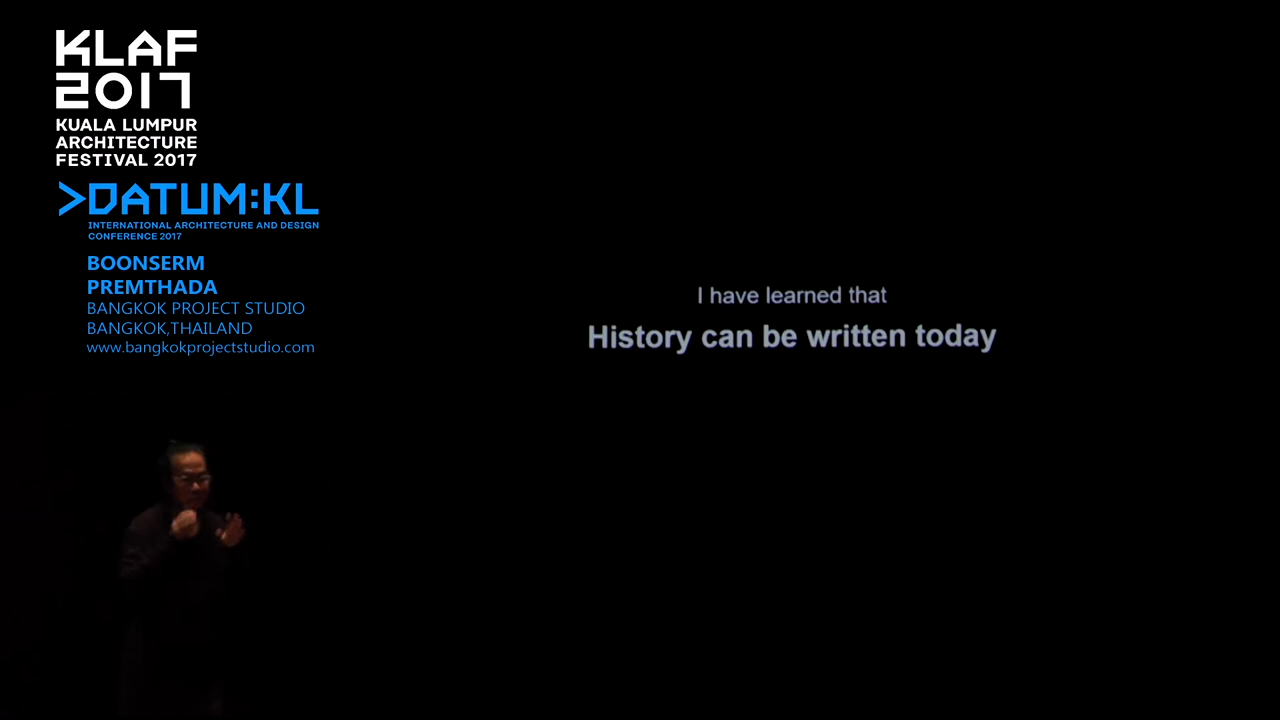 KLAF
2017
KUALA LUMPUR
ARCHITECTURE
FESTIVAL 2017
>DATUM:KL
INTERNATIONAL ARCHITECTURE AND DESIGN
CONFERENCE 2017
BOONSERM
PREMTHADA
BANGKOK PROJECT STUDIO
BANGKOK,THAILAND
www.bangkokprojectstudio.com
I have learned that
History can be written today